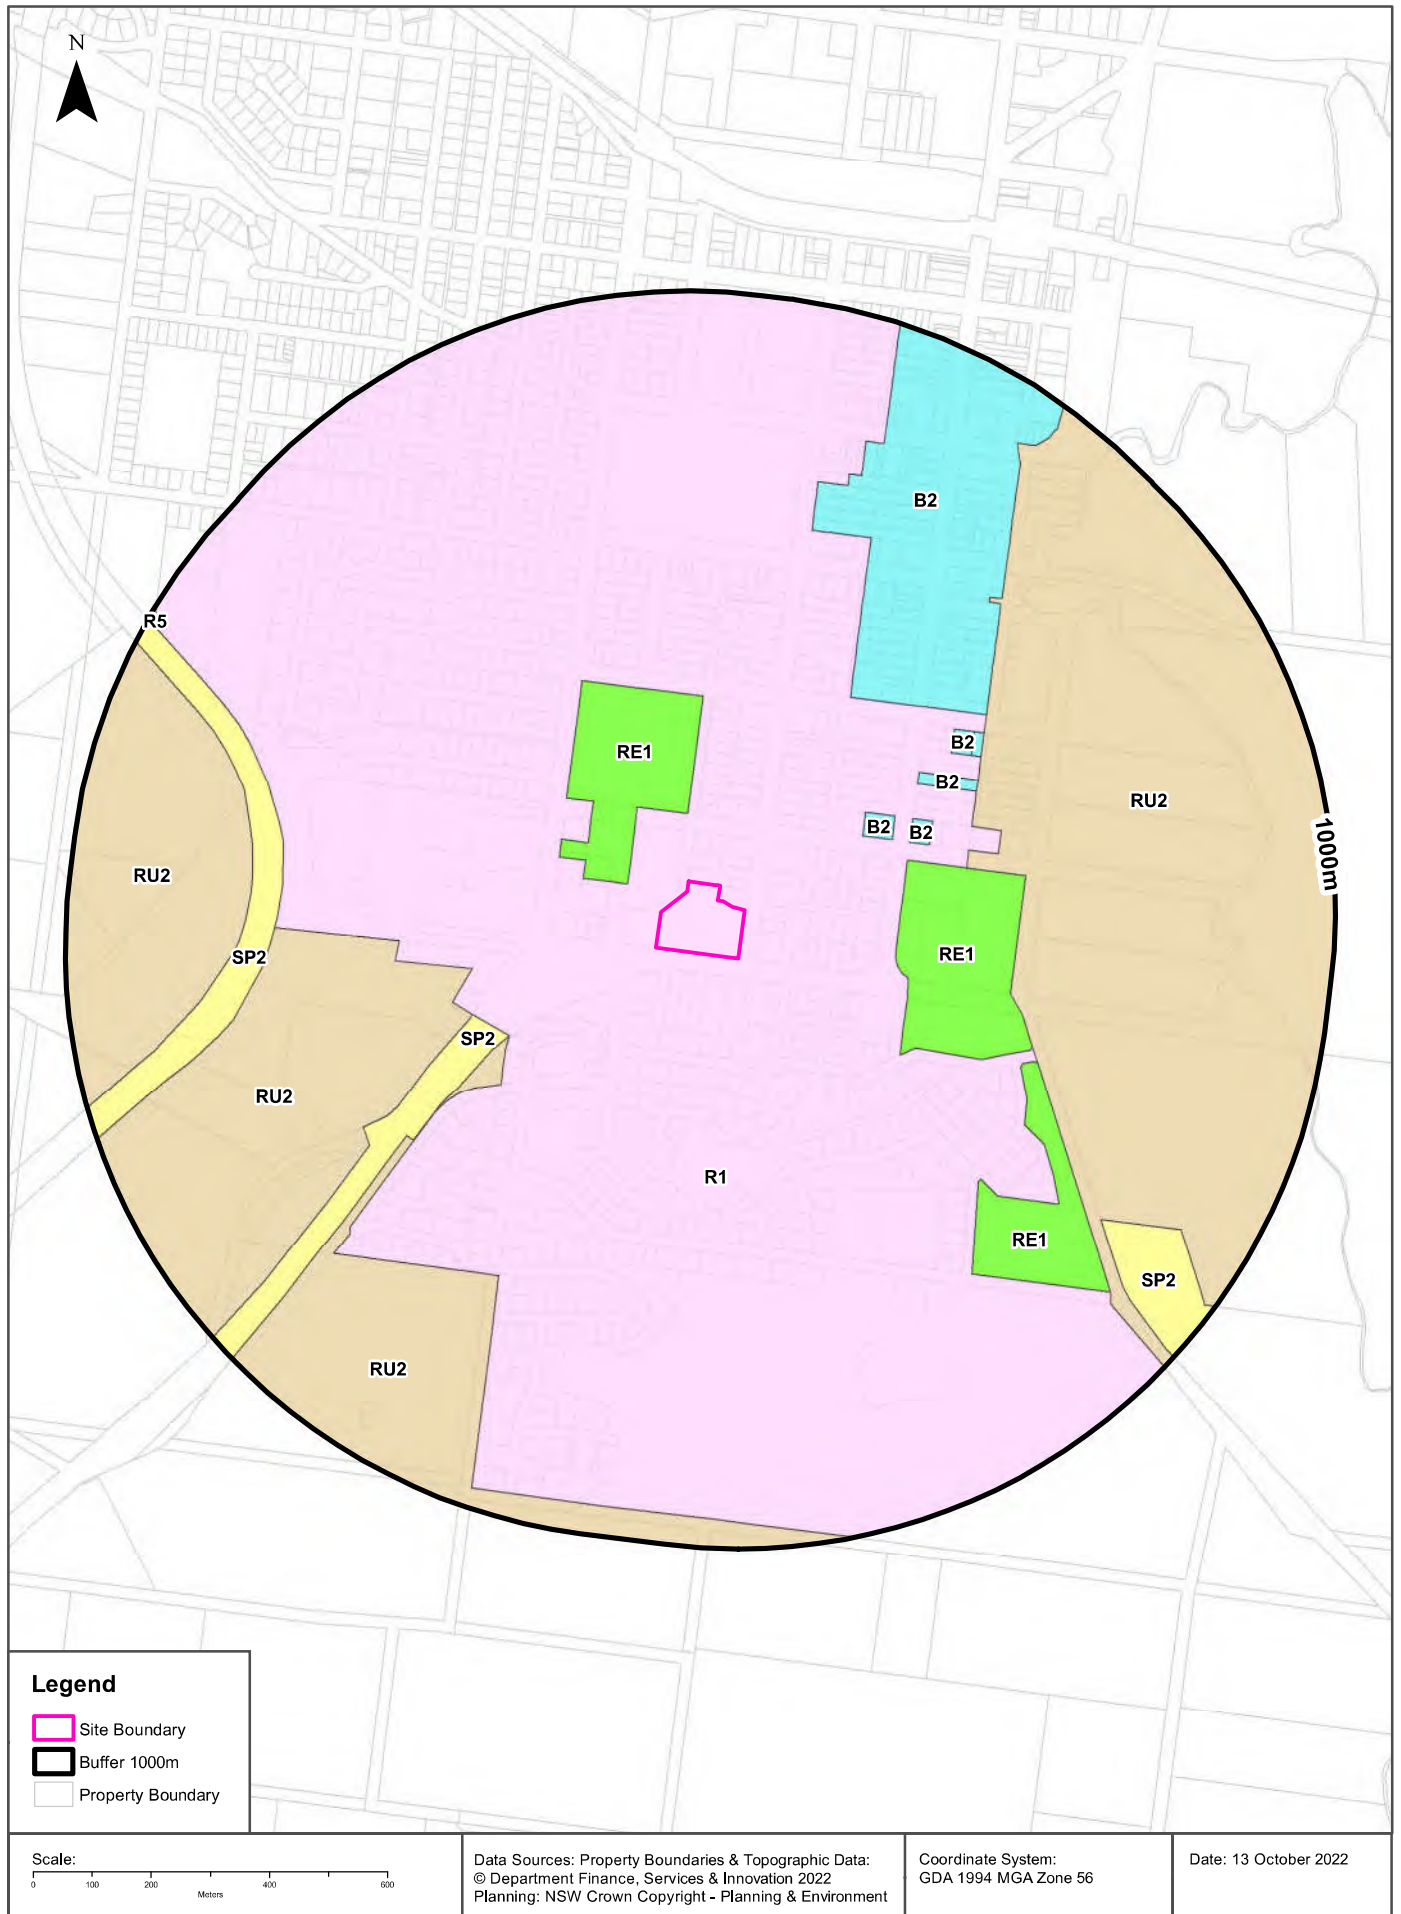 N
B2
R5
RE1
B2
B2
RU2
B2
B2
1000m
RU2
RE1
SP2
SP2
RU2
R1
RE1
SP2
RU2
Legend
Site Boundary
Buffer 1000m
Property Boundary
Scale:
0 100 200 400 600
Meters
Data Sources: Property Boundaries & Topographic Data:
© Department Finance, Services & Innovation 2022
Planning: NSW Crown Copyright - Planning & Environment
Coordinate System:
GDA 1994 MGA Zone 56
Date: 13 October 2022